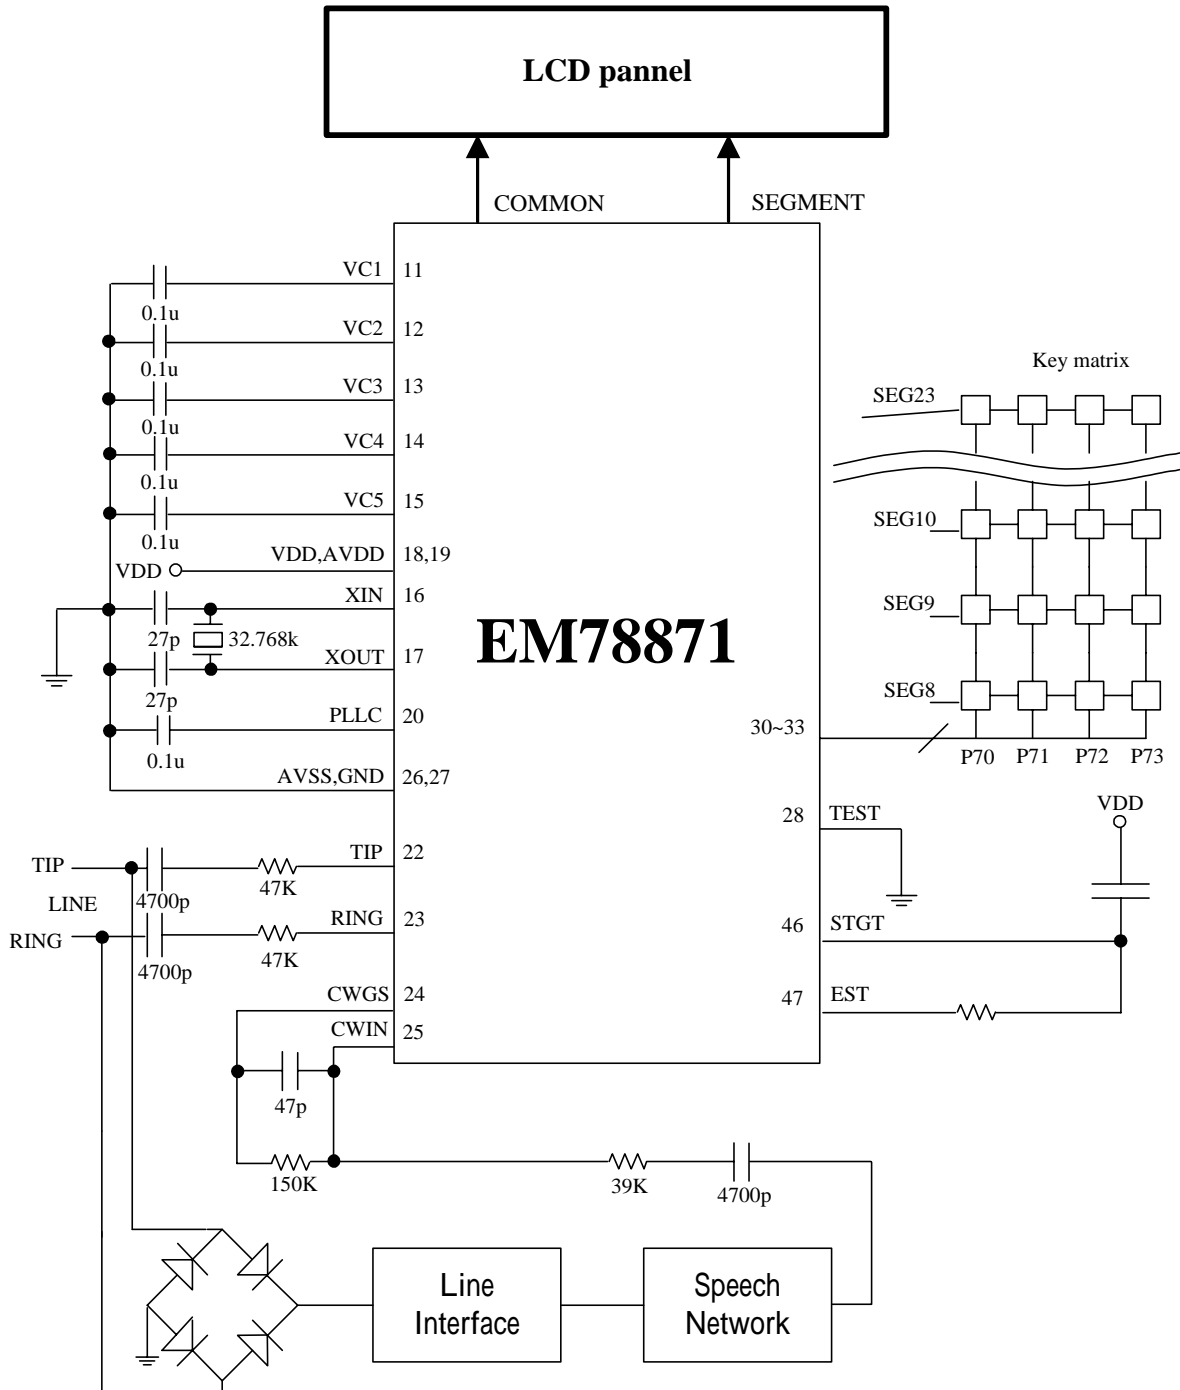 LCD pannel
COMMON
SEGMENT
VC1 11
0.1u
VC2 12
0.1u
VC3 13
0.1u
VC4 14
0.1u
VC5 15
0.1u
VDD,AVDD 18,19
VDD
XIN 16
27p
32.768k
XOUT 17
27p
PLLC 20
0.1u
AVSS,GND 26,27
EM78871
Key matrix
SEG23
SEG10
SEG9
SEG8
30~33
P70 P71 P72 P73
28 TEST
VDD
46 STGT
47 EST
TIP
4700p
47K
TIP 22
LINE
RING
4700p
47K
RING 23
CWGS 24
CWIN 25
47p
150K
39K
4700p
Line
Interface
Speech
Network